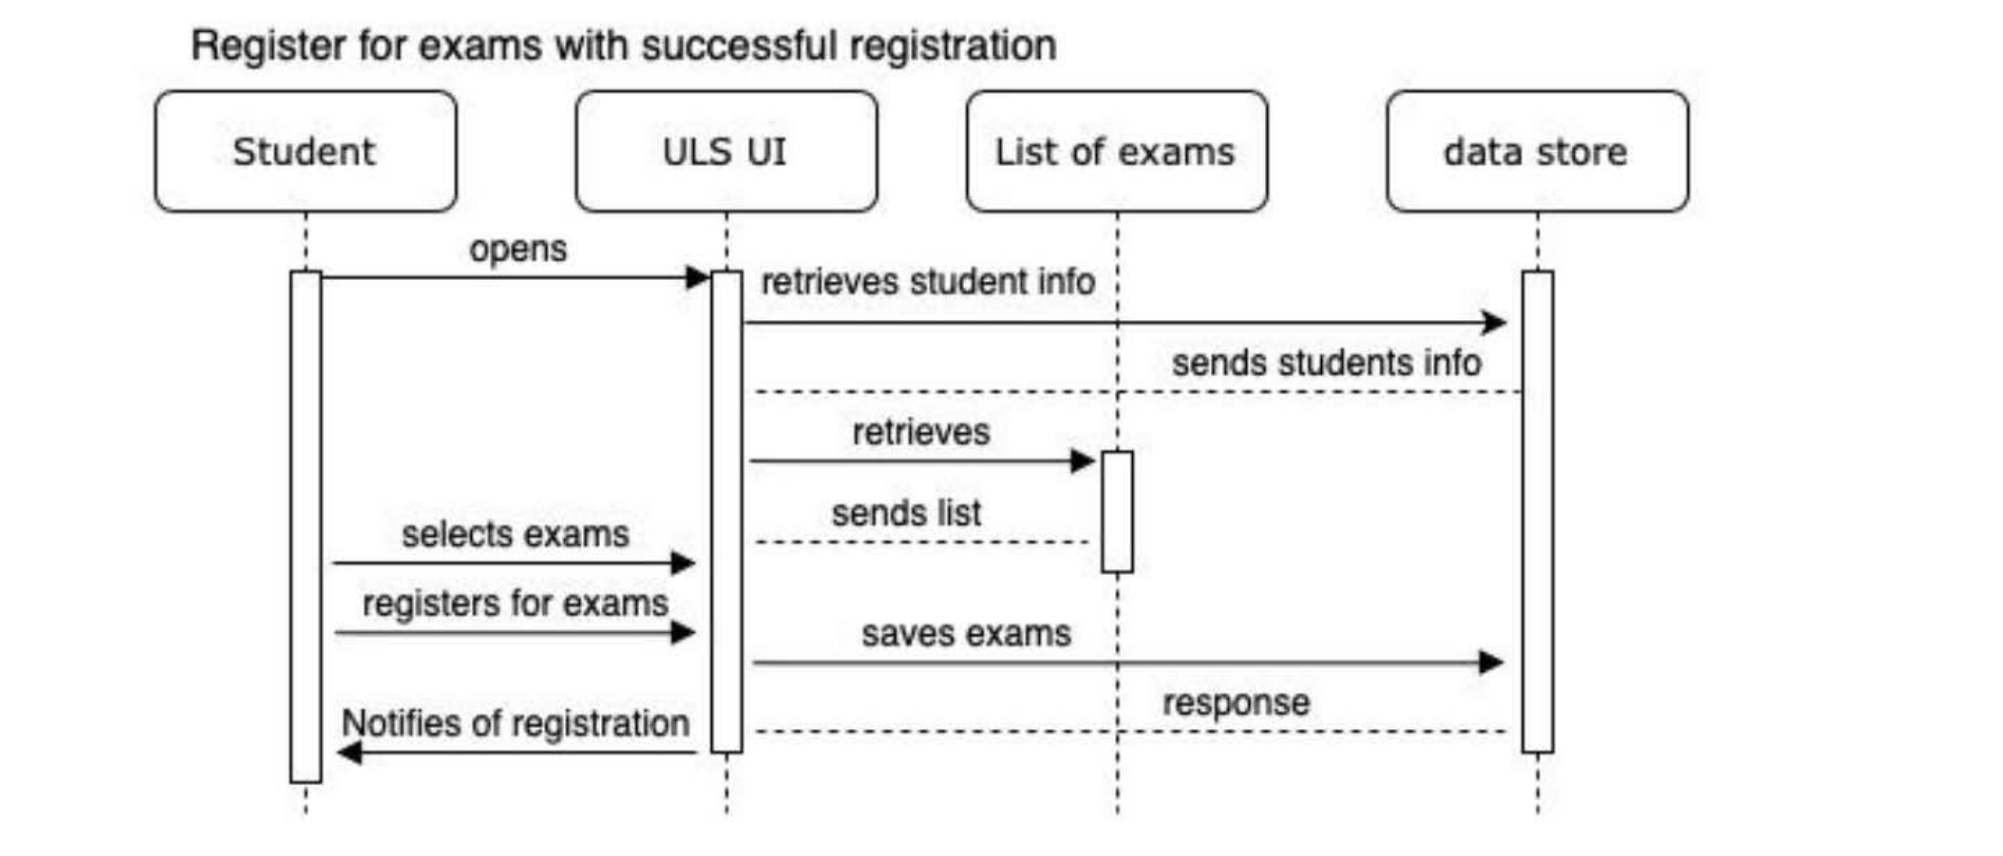 Register for exams with successful registration
Student
ULS UI
List of exams
data store
opens
retrieves student info
sends students info
retrieves
sends list
selects exams
registers for exams
saves exams
response
Notifies of registration